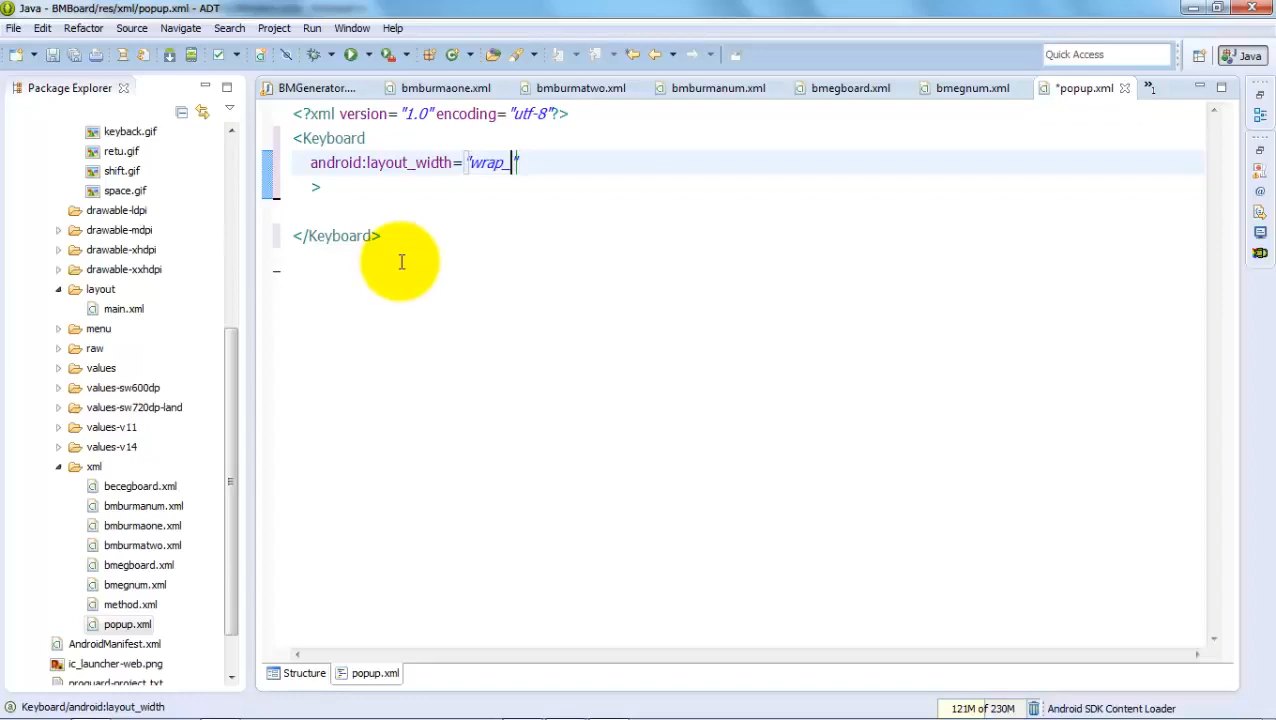 Java - BMBoard/res/xml/popup.xml - ADT
File Edit Refactor Source Navigate Search Project Run Window Help
Quick Access
Java
Package Explorer
BMGenerator....
bmburmaone.xml
bmburmatwo.xml
bmburmanum.xml
bmegboard.xml
bmegnum.xml
*popup.xml
»1
keyback.gif
retu.gif
shift.gif
space.gif
drawable-ldpi
drawable-mdpi
drawable-xhdpi
drawable-xxhdpi
layout
main.xml
menu
raw
values
values-sw600dp
values-sw720dp-land
values-v11
values-v14
xml
becegboard.xml
bmburmanum.xml
bmburmaone.xml
bmburmatwo.xml
bmegboard.xml
bmegnum.xml
method.xml
popup.xml
AndroidManifest.xml
ic_launcher-web.png
proguard-project.txt
<?xml version="1.0" encoding="utf-8"?>
<Keyboard
android:layout_width="wrap_"
>
</Keyboard>
Structure
popup.xml
Keyboard/android:layout_width
121M of 230M
Android SDK Content Loader